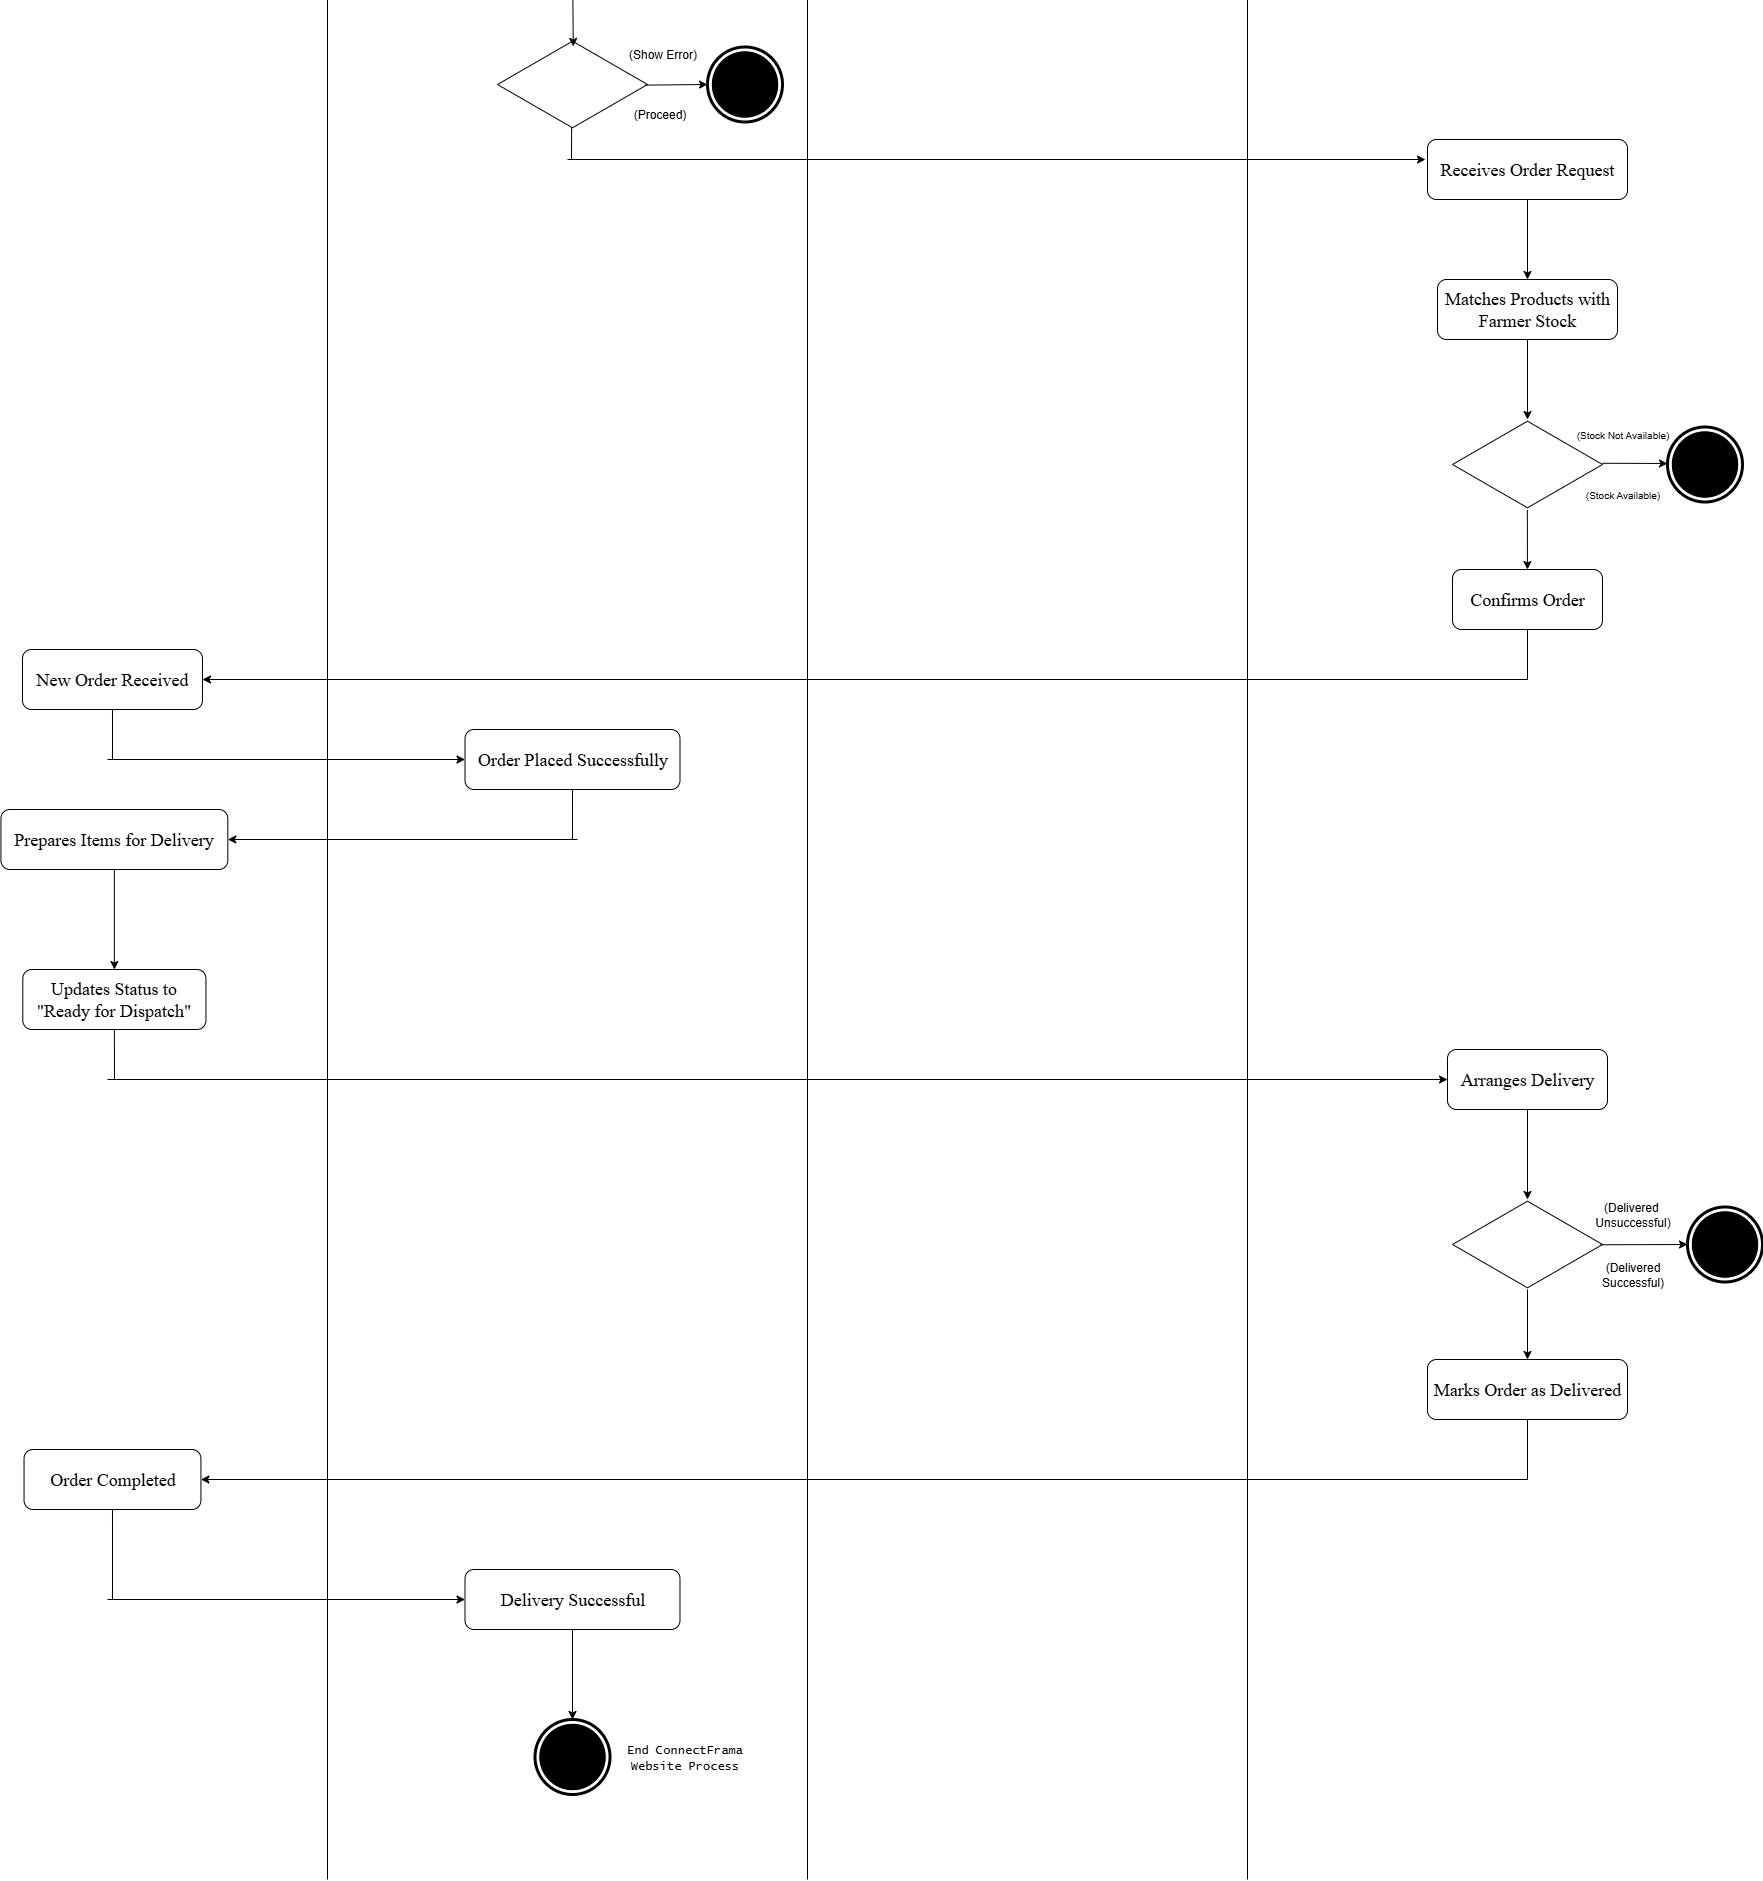 (Show Error)
(Proceed)
Receives Order Request
Matches Products with
Farmer Stock
(Stock Not Available)
(Stock Available)
Confirms Order
New Order Received
Order Placed Successfully
Prepares Items for Delivery
Updates Status to
"Ready for Dispatch"
Arranges Delivery
(Delivered
Unsuccessful)
(Delivered
Successful)
Marks Order as Delivered
Order Completed
Delivery Successful
End ConnectFrama
Website Process